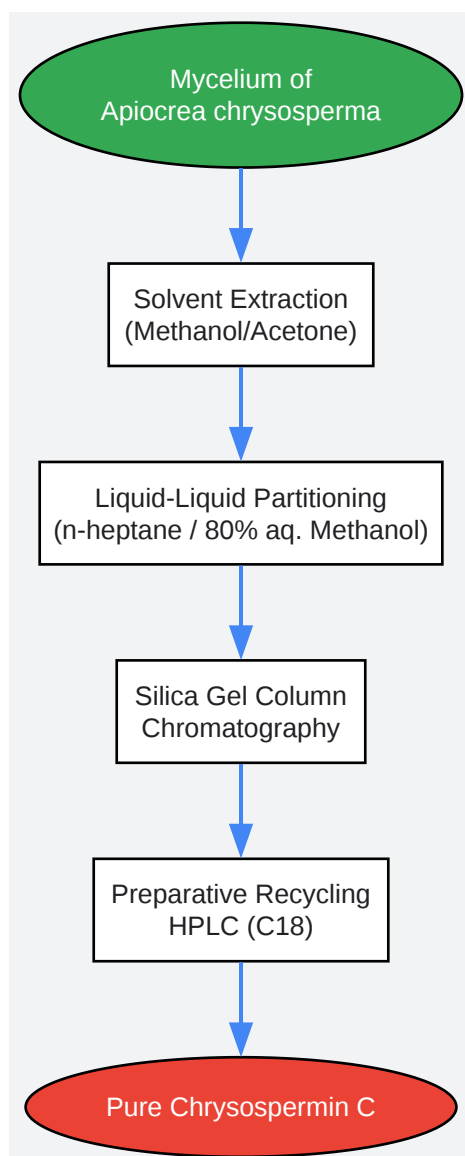 Mycelium of
Apiocrea chrysosperma
Solvent Extraction
(Methanol/Acetone)
Liquid-Liquid Partitioning
(n-heptane / 80% aq. Methanol)
Silica Gel Column
Chromatography
Preparative Recycling
HPLC (C18)
Pure Chrysospermin C